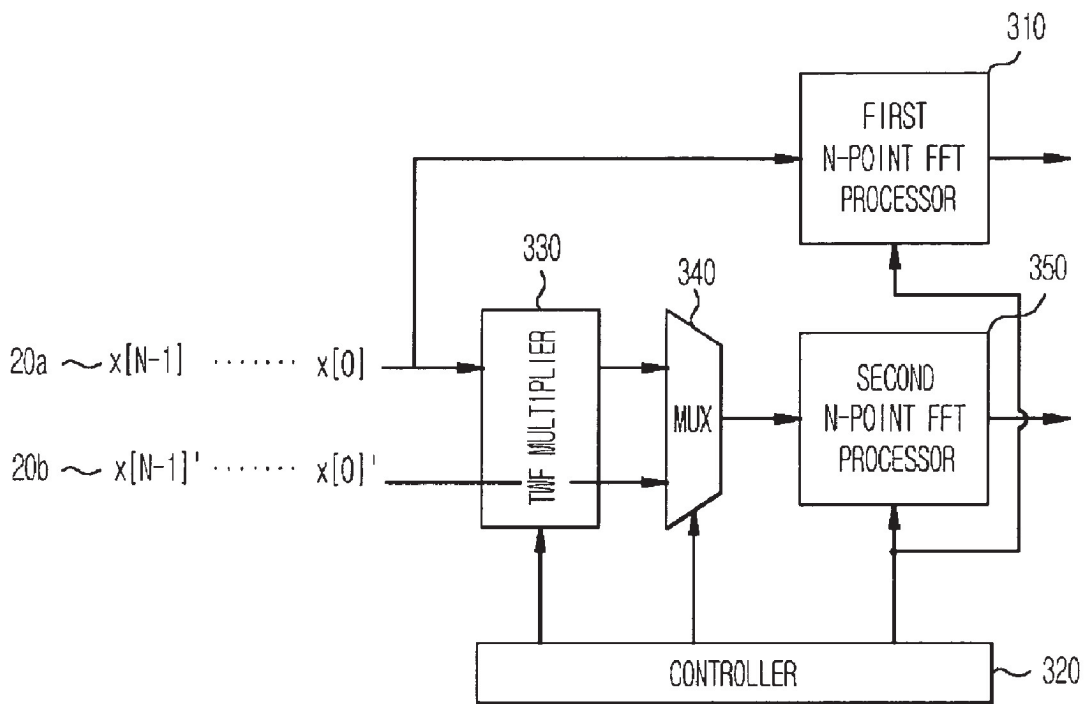 310
FIRST
N-POINT FFT
PROCESSOR
330
340
350
20a x[N-1] ······ x[0]
TWF MULTIPLIER
MUX
SECOND
N-POINT FFT
PROCESSOR
20b x[N-1]' ······ x[0]'
CONTROLLER
320